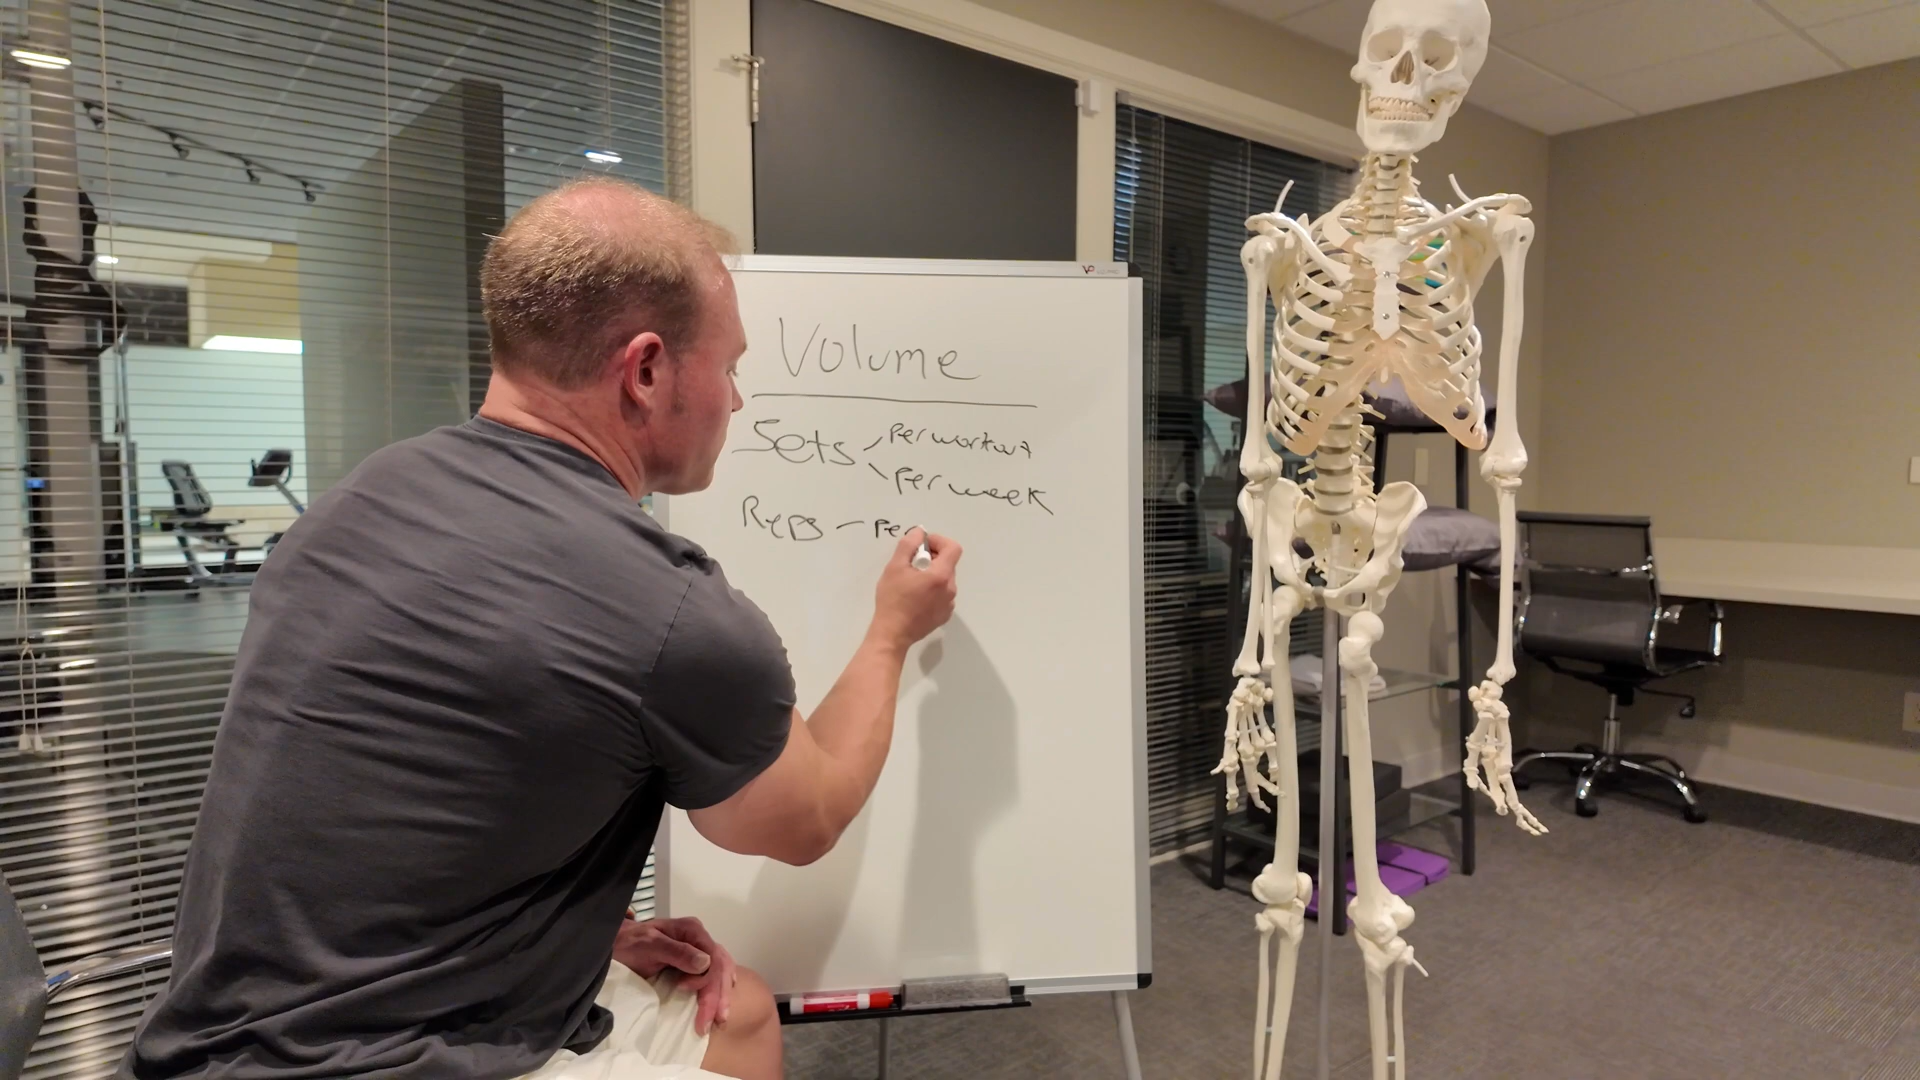 Volume
Sets - per workout
- per week
Reps - per